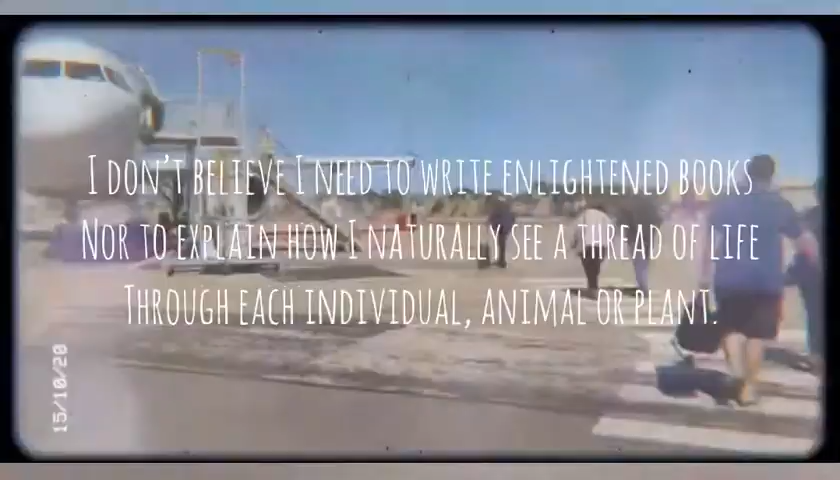 I DON'T BELIEVE I NEED TO WRITE ENLIGHTENED BOOKS
NOR TO EXPLAIN HOW I NATURALLY SEE A THREAD OF LIFE
THROUGH EACH INDIVIDUAL, ANIMAL OR PLANT.
15/10/20